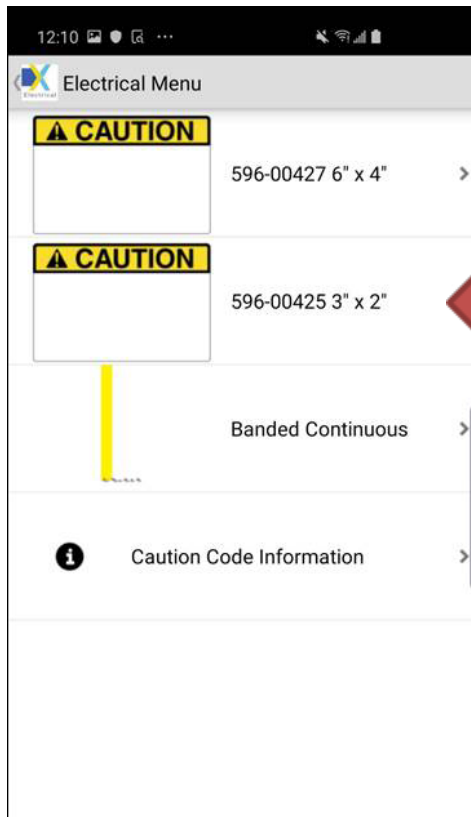 12:10
Electrical Menu
Electrical
CAUTION
596-00427 6" x 4"
CAUTION
596-00425 3" x 2"
Banded Continuous
Caution Code Information